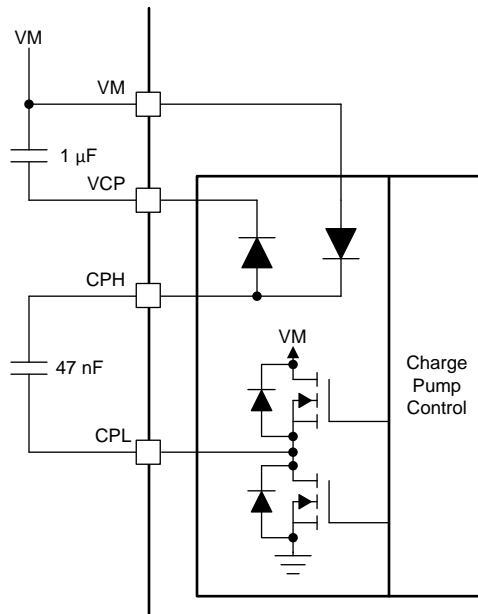 VM
VM
1 µF
VCP
CPH
VM
47 nF
Charge
Pump
Control
CPL